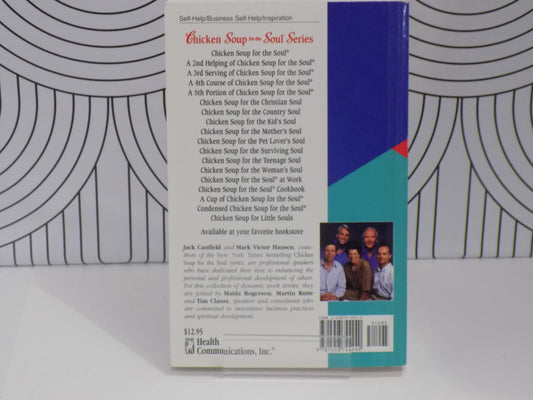 Self-Help/Business Self-Help/Inspiration
Chicken Soup for the Soul® Series
Chicken Soup for the Soul®
A 2nd Helping of Chicken Soup for the Soul®
A 3rd Serving of Chicken Soup for the Soul®
A 4th Course of Chicken Soup for the Soul®
A 5th Portion of Chicken Soup for the Soul®
Chicken Soup for the Christian Soul
Chicken Soup for the Country Soul
Chicken Soup for the Kid's Soul
Chicken Soup for the Mother's Soul
Chicken Soup for the Pet Lover's Soul
Chicken Soup for the Surviving Soul
Chicken Soup for the Teenage Soul
Chicken Soup for the Woman's Soul
Chicken Soup for the Soul® at Work
Chicken Soup for the Soul® Cookbook
A Cup of Chicken Soup for the Soul®
Condensed Chicken Soup for the Soul®
Chicken Soup for Little Souls
Available at your favorite bookstore
Jack Canfield and Mark Victor Hansen, coau-
thors of the New York Times bestselling Chicken
Soup for the Soul series, are professional speakers
who have dedicated their lives to enhancing the
personal and professional development of others.
For this collection of dynamic work stories, they
are joined by Maida Rogerson, Martin Rutte
and Tim Clauss, speakers and consultants who
are committed to innovative business practices
and spiritual development.
$12.95
Health
Communications, Inc.®
51295